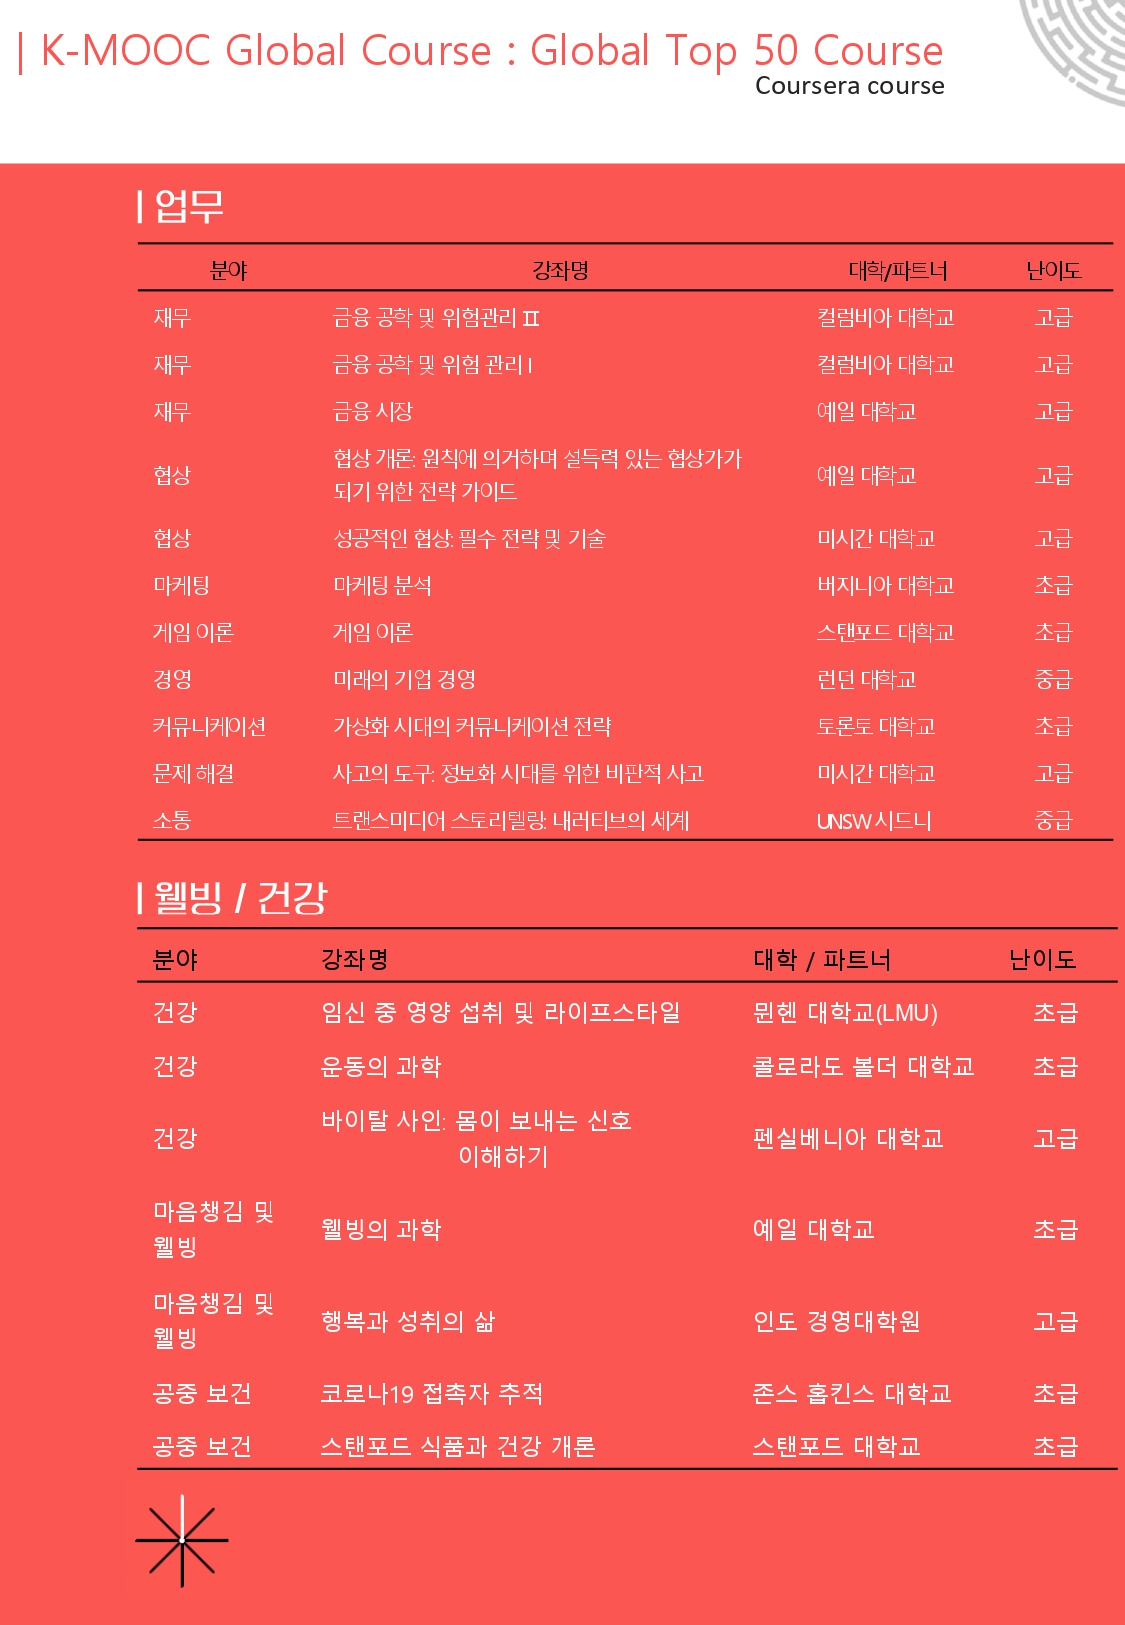 | K-MOOC Global Course : Global Top 50 Course
Coursera course
| 업무
분야 강좌명 대학/파트너 난이도
재무 금융 공학 및 위험관리 Ⅱ 컬럼비아 대학교 고급
재무 금융 공학 및 위험 관리 I 컬럼비아 대학교 고급
재무 금융 시장 예일 대학교 고급
협상 협상 개론: 원칙에 의거하며 설득력 있는 협상가가 예일 대학교 고급
되기 위한 전략 가이드
협상 성공적인 협상: 필수 전략 및 기술 미시간 대학교 고급
마케팅 마케팅 분석 버지니아 대학교 초급
게임 이론 게임 이론 스탠포드 대학교 초급
경영 미래의 기업 경영 런던 대학교 중급
커뮤니케이션 가상화 시대의 커뮤니케이션 전략 토론토 대학교 초급
문제 해결 사고의 도구: 정보화 시대를 위한 비판적 사고 미시간 대학교 고급
소통 트랜스미디어 스토리텔링: 내러티브의 세계 UNSW 시드니 중급
| 웰빙 / 건강
분야 강좌명 대학 / 파트너 난이도
건강 임신 중 영양 섭취 및 라이프스타일 뮌헨 대학교(LMU) 초급
건강 운동의 과학 콜로라도 볼더 대학교 초급
건강 바이탈 사인: 몸이 보내는 신호 펜실베니아 대학교 고급
이해하기
마음챙김 및 웰빙의 과학 예일 대학교 초급
웰빙
마음챙김 및 행복과 성취의 삶 인도 경영대학원 고급
웰빙
공중 보건 코로나19 접촉자 추적 존스 홉킨스 대학교 초급
공중 보건 스탠포드 식품과 건강 개론 스탠포드 대학교 초급